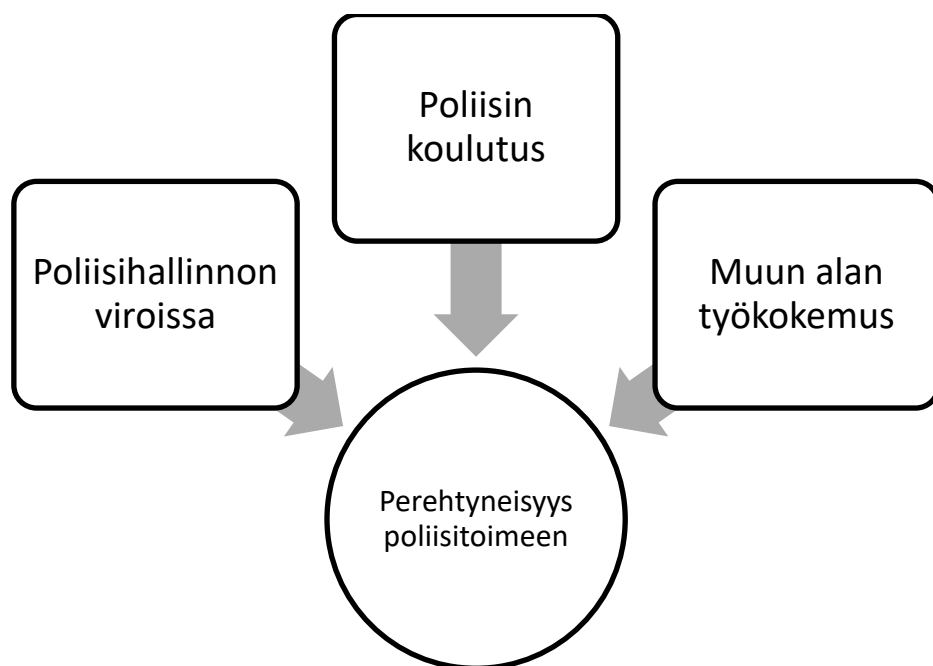 Poliisin
koulutus
Poliisihallinnon
viroissa
Muun alan
työkokemus
Perehtyneisyys
poliisitoimeen